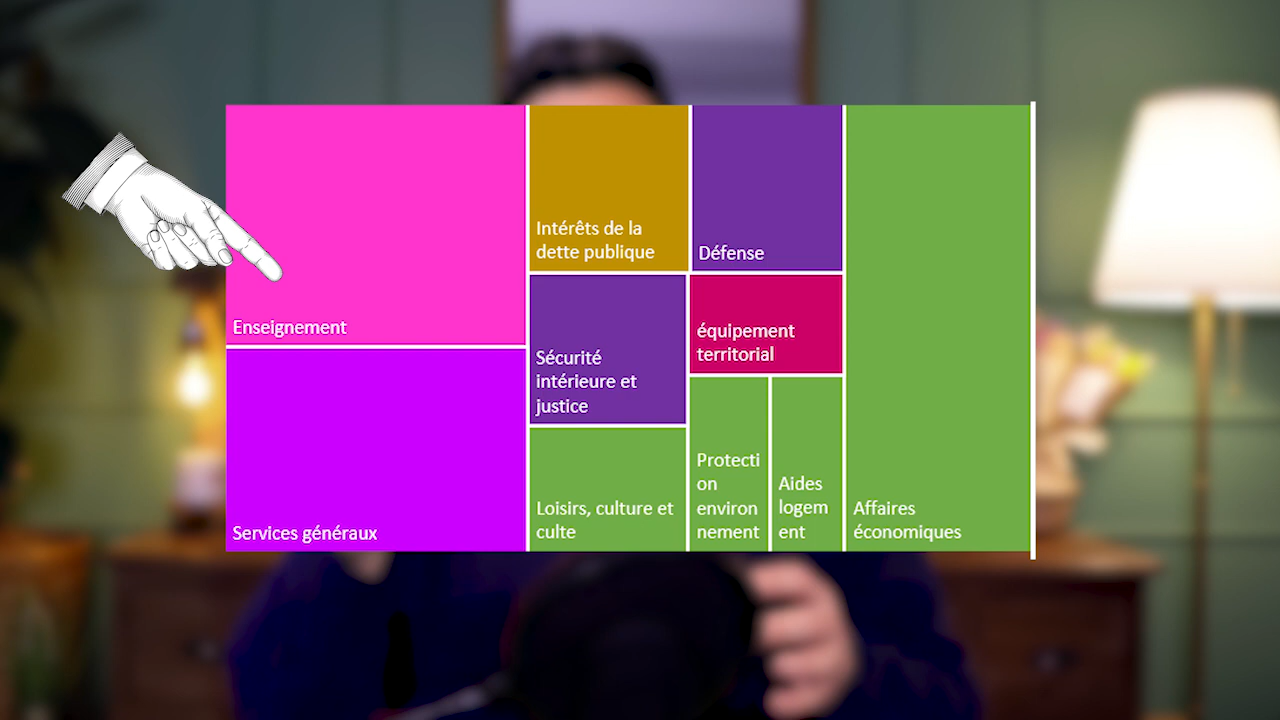 Enseignement
Services généraux
Intérêts de la
dette publique
Sécurité
intérieure et
justice
Loisirs, culture et
culte
Défense
équipement
territorial
Protecti
on
environ
nement
Aides
logem
ent
Affaires
économiques